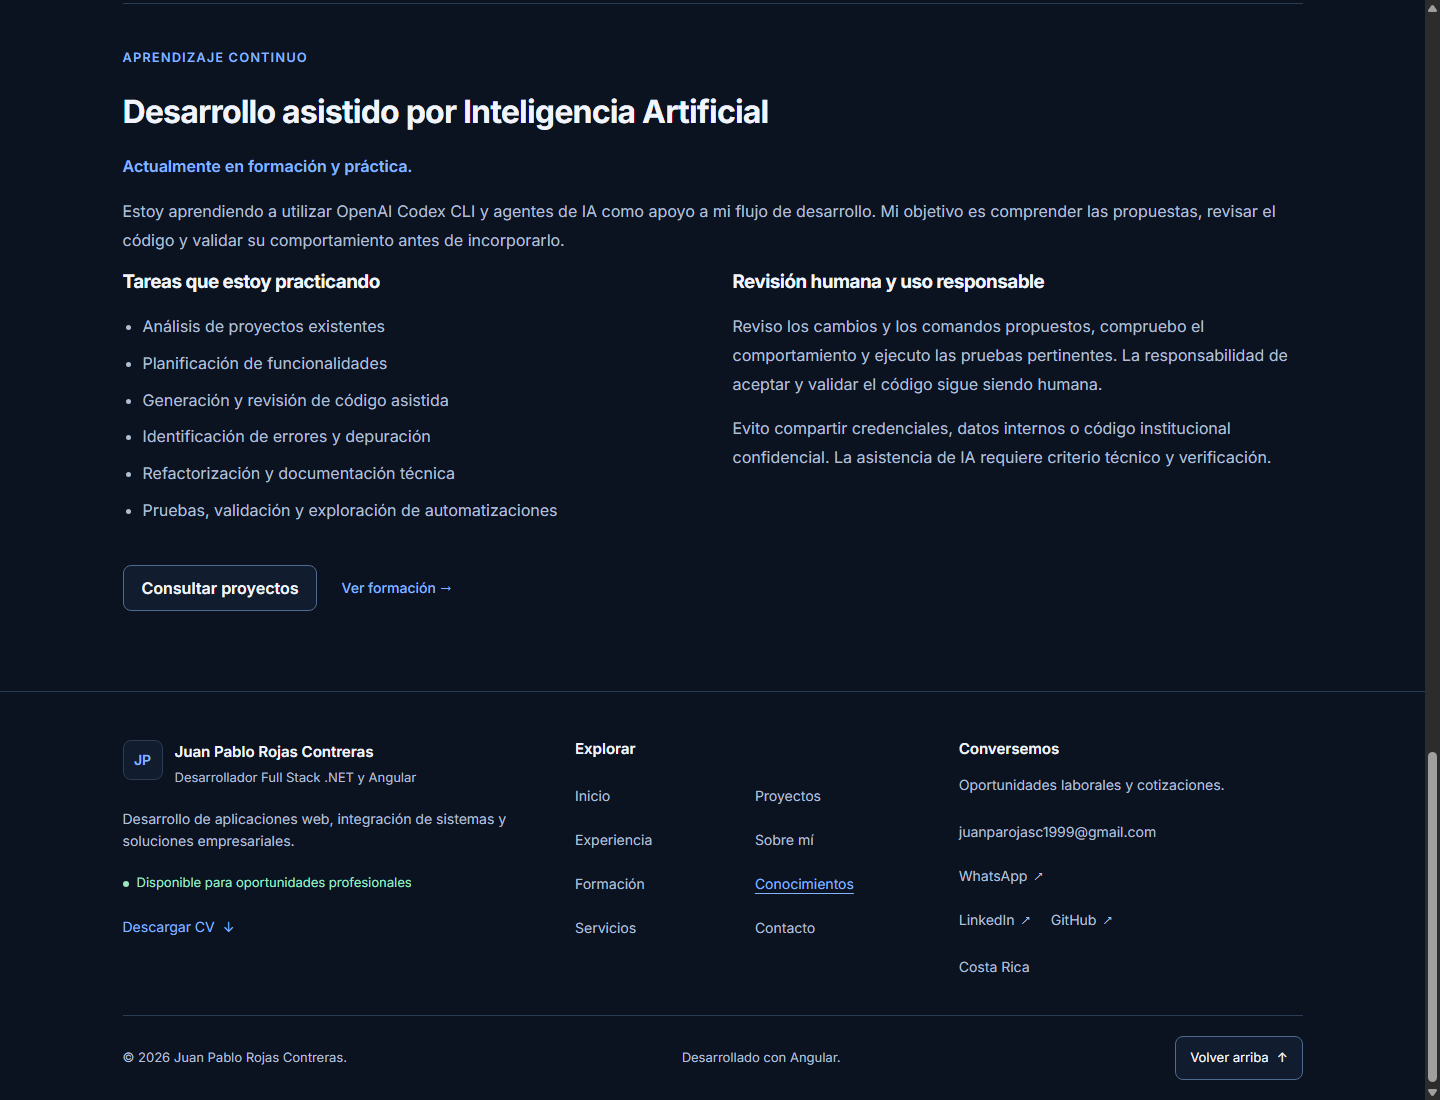 APRENDIZAJE CONTINUO
Desarrollo asistido por Inteligencia Artificial
Actualmente en formación y práctica.
Estoy aprendiendo a utilizar OpenAI Codex CLI y agentes de IA como apoyo a mi flujo de desarrollo. Mi objetivo es comprender las propuestas, revisar el
código y validar su comportamiento antes de incorporarlo.
Tareas que estoy practicando
• Análisis de proyectos existentes
• Planificación de funcionalidades
• Generación y revisión de código asistida
• Identificación de errores y depuración
• Refactorización y documentación técnica
• Pruebas, validación y exploración de automatizaciones
Revisión humana y uso responsable
Reviso los cambios y los comandos propuestos, compruebo el
comportamiento y ejecuto las pruebas pertinentes. La responsabilidad de
aceptar y validar el código sigue siendo humana.
Evito compartir credenciales, datos internos o código institucional
confidencial. La asistencia de IA requiere criterio técnico y verificación.
Consultar proyectos
Ver formación →
JP
Juan Pablo Rojas Contreras
Desarrollador Full Stack .NET y Angular
Desarrollo de aplicaciones web, integración de sistemas y
soluciones empresariales.
• Disponible para oportunidades profesionales
Descargar CV ↓
Explorar
Inicio
Proyectos
Experiencia
Sobre mí
Formación
Conocimientos
Servicios
Contacto
Conversemos
Oportunidades laborales y cotizaciones.
juanparojasc1999@gmail.com
WhatsApp ↗
LinkedIn ↗ GitHub ↗
Costa Rica
© 2026 Juan Pablo Rojas Contreras.
Desarrollado con Angular.
Volver arriba ↑